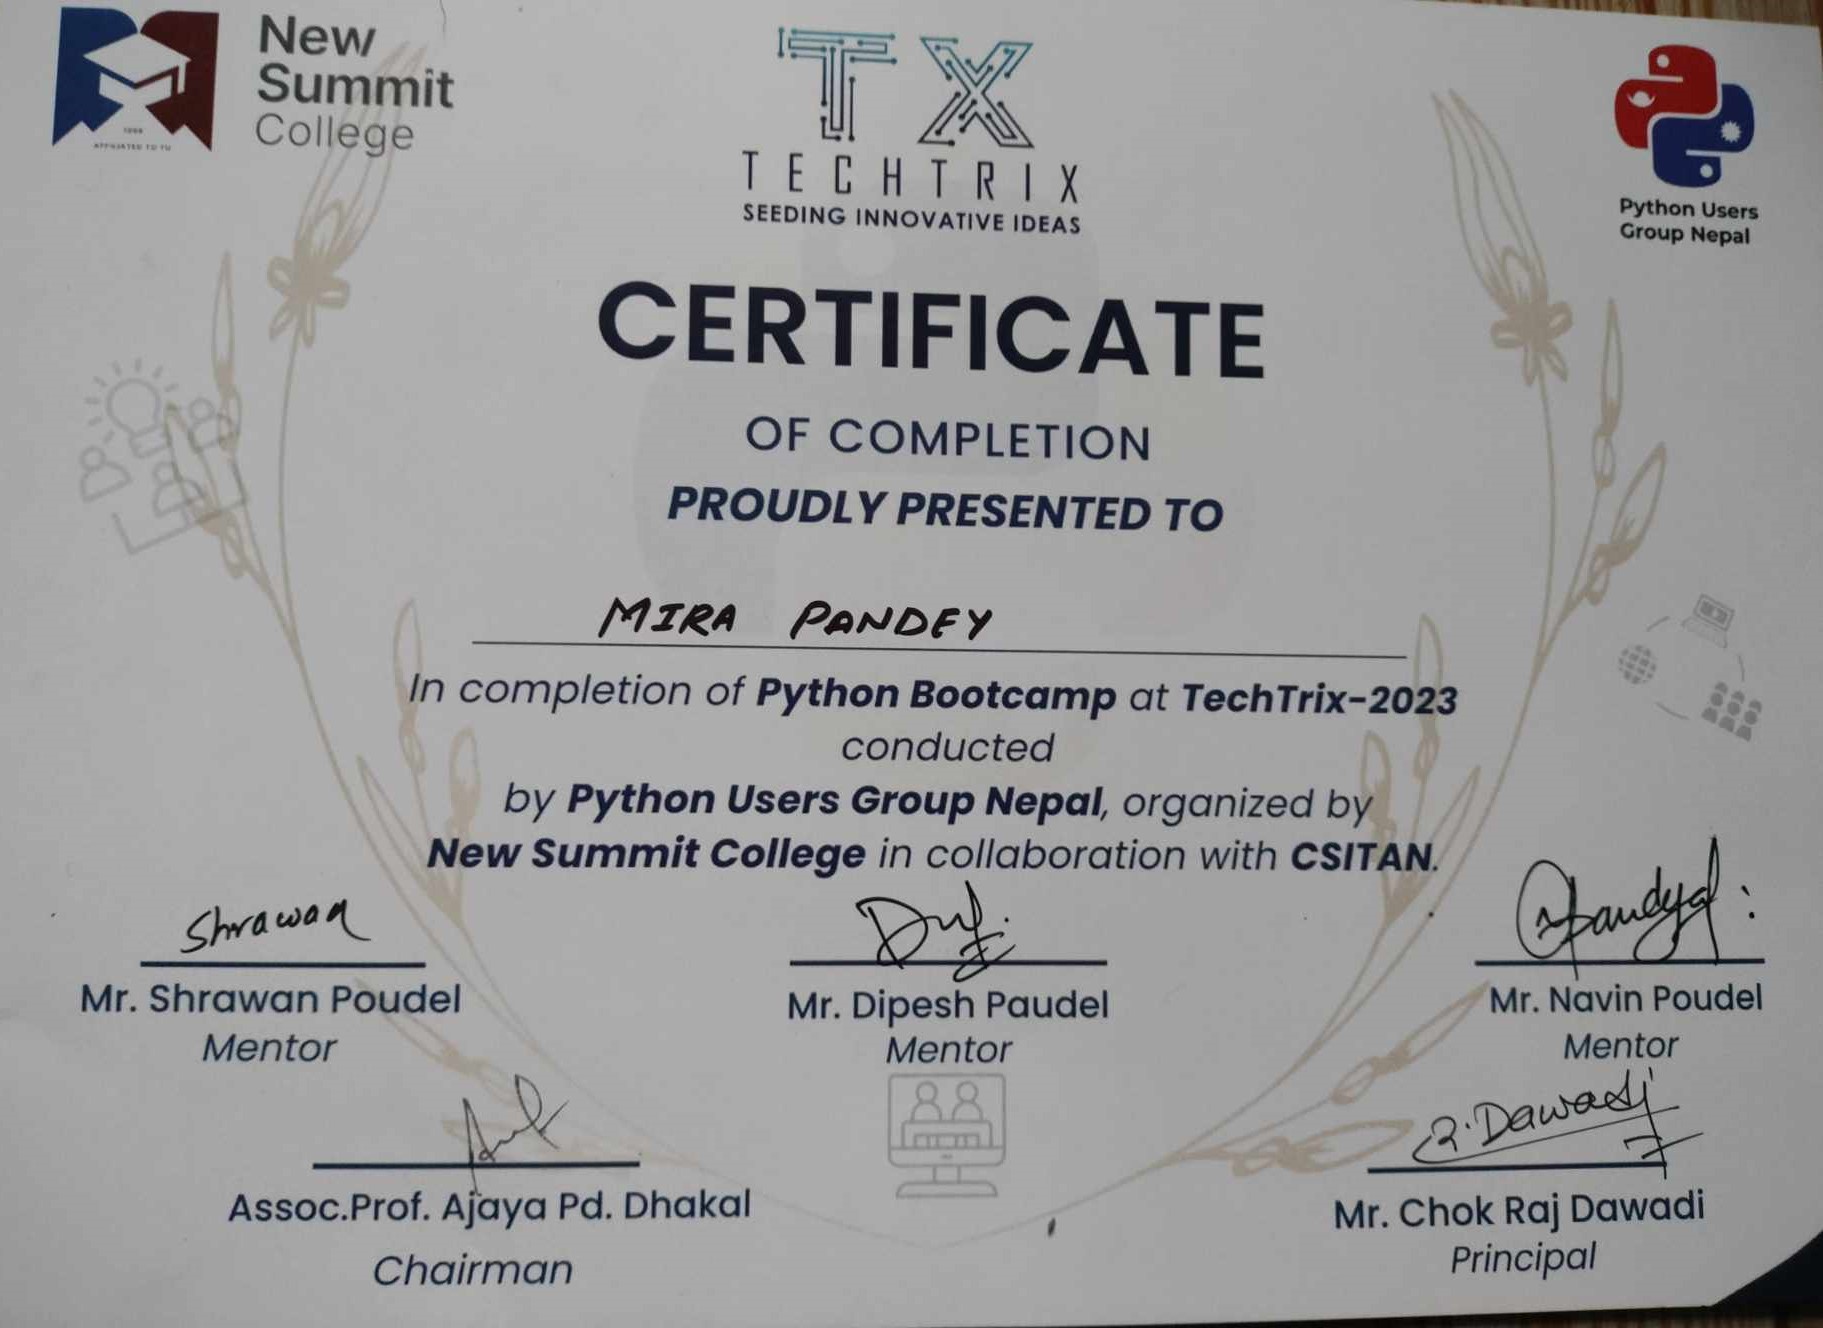 New
Summit
College
AFFILIATED TO TU
TX
TECHTRIX
SEEDING INNOVATIVE IDEAS
Python Users
Group Nepal
CERTIFICATE
OF COMPLETION
PROUDLY PRESENTED TO
MIRA PANDEY
In completion of Python Bootcamp at TechTrix-2023
conducted
by Python Users Group Nepal, organized by
New Summit College in collaboration with CSITAN.
Shrawan
Mr. Shrawan Poudel
Mentor
Mr. Dipesh Paudel
Mentor
Mr. Navin Poudel
Mentor
Assoc.Prof. Ajaya Pd. Dhakal
Chairman
Dawadi
Mr. Chok Raj Dawadi
Principal